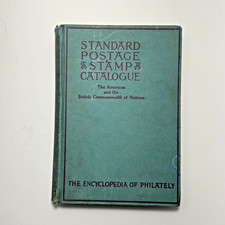 STANDARD
POSTAGE
STAMP
CATALOGUE
The Americas
and the
British Commonwealth of Nations
THE ENCYCLOPEDIA OF PHILATELY